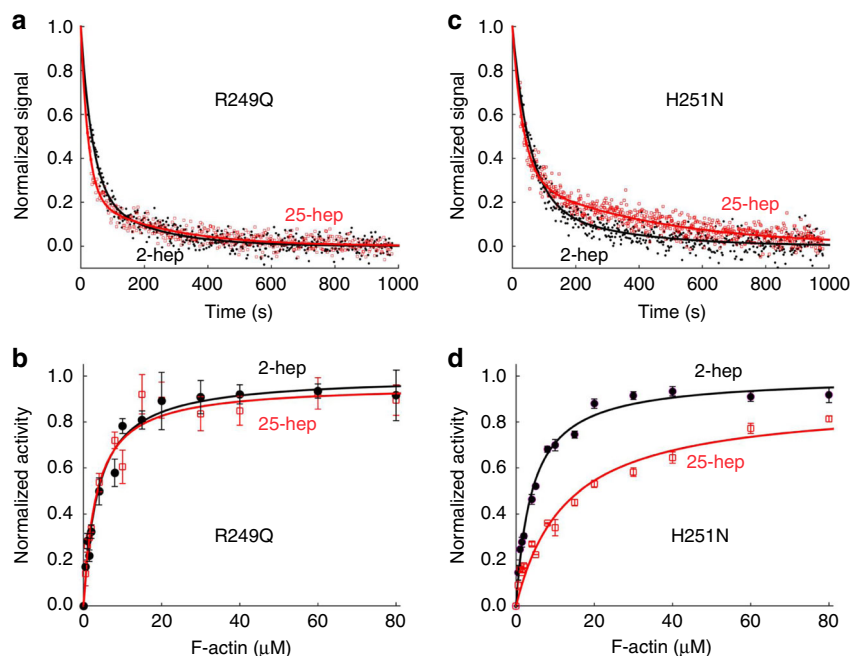 a
Normalized signal
1.0
0.8
0.6
0.4
0.2
0.0
R249Q
25-hep
2-hep
0 200 400 600 800 1000
Time (s)
c
Normalized signal
1.0
0.8
0.6
0.4
0.2
0.0
H251N
25-hep
2-hep
0 200 400 600 800 1000
Time (s)
b
Normalized activity
1.0
0.8
0.6
0.4
0.2
0.0
2-hep
25-hep
R249Q
0 20 40 60 80
F-actin (μM)
d
Normalized activity
1.0
0.8
0.6
0.4
0.2
0.0
2-hep
25-hep
H251N
0 20 40 60 80
F-actin (μM)